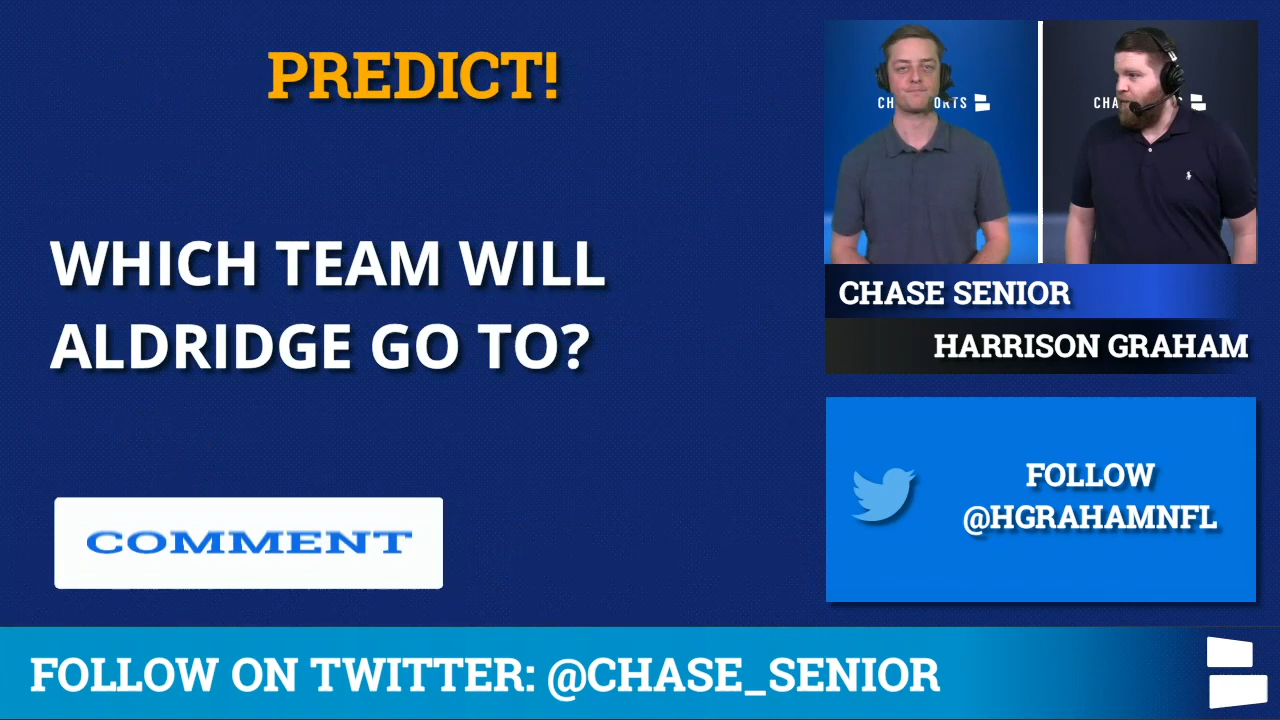 PREDICT!
WHICH TEAM WILL
ALDRIDGE GO TO?
COMMENT
CHASE SENIOR
HARRISON GRAHAM
FOLLOW
@HGRAHAMNFL
FOLLOW ON TWITTER: @CHASE_SENIOR